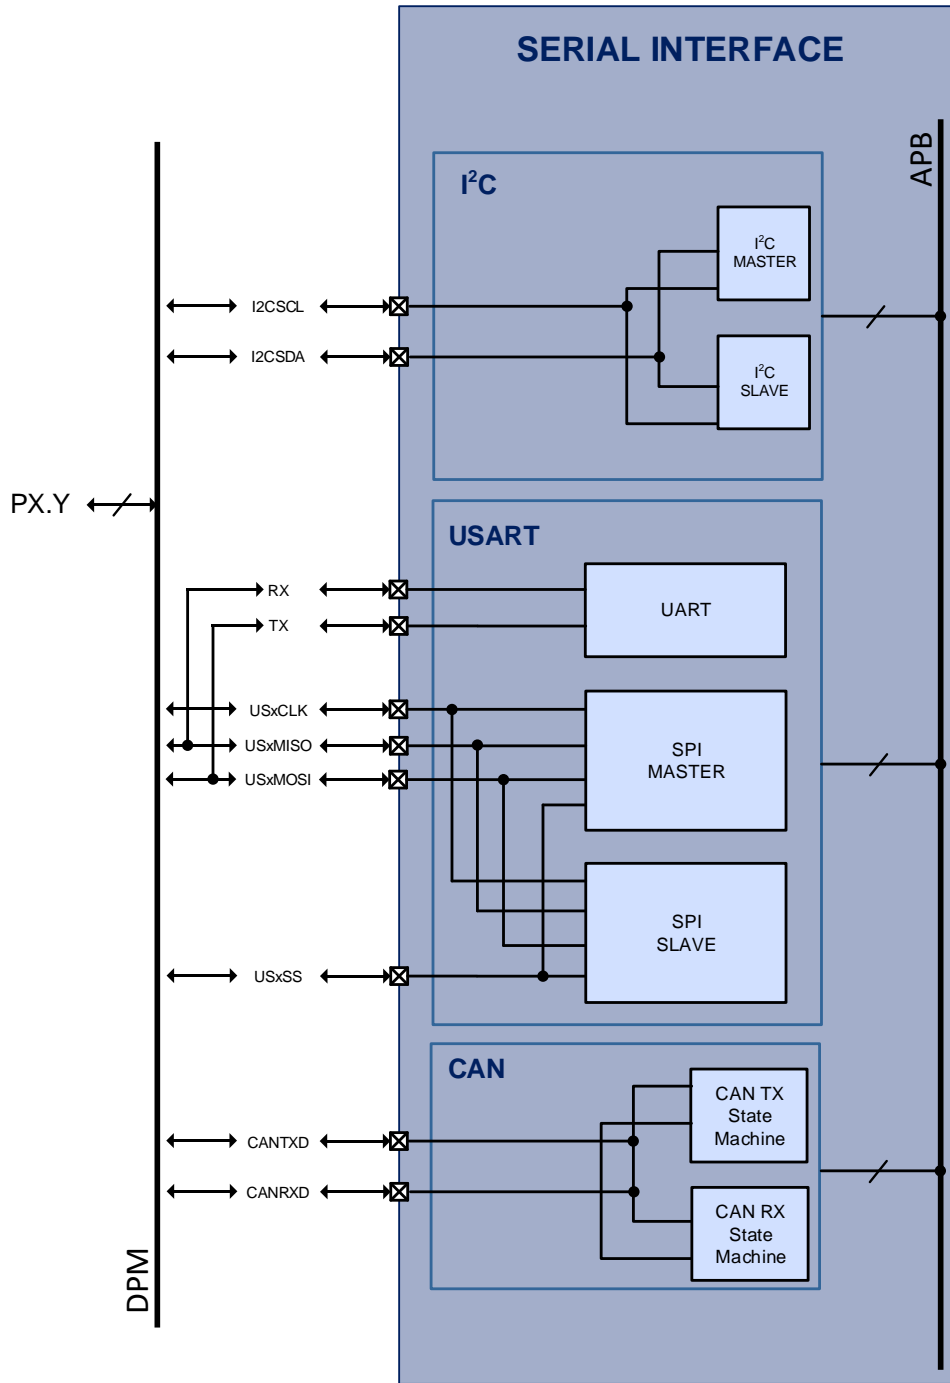 SERIAL INTERFACE
APB
I²C
I²C
MASTER
I2CSCL
I2CSDA
I²C
SLAVE
PX.Y
USART
RX
TX
UART
USxCLK
USxMISO
USxMOSI
SPI
MASTER
SPI
SLAVE
USxSS
CAN
CAN TX
State
Machine
CANTXD
CANRXD
CAN RX
State
Machine
DPM